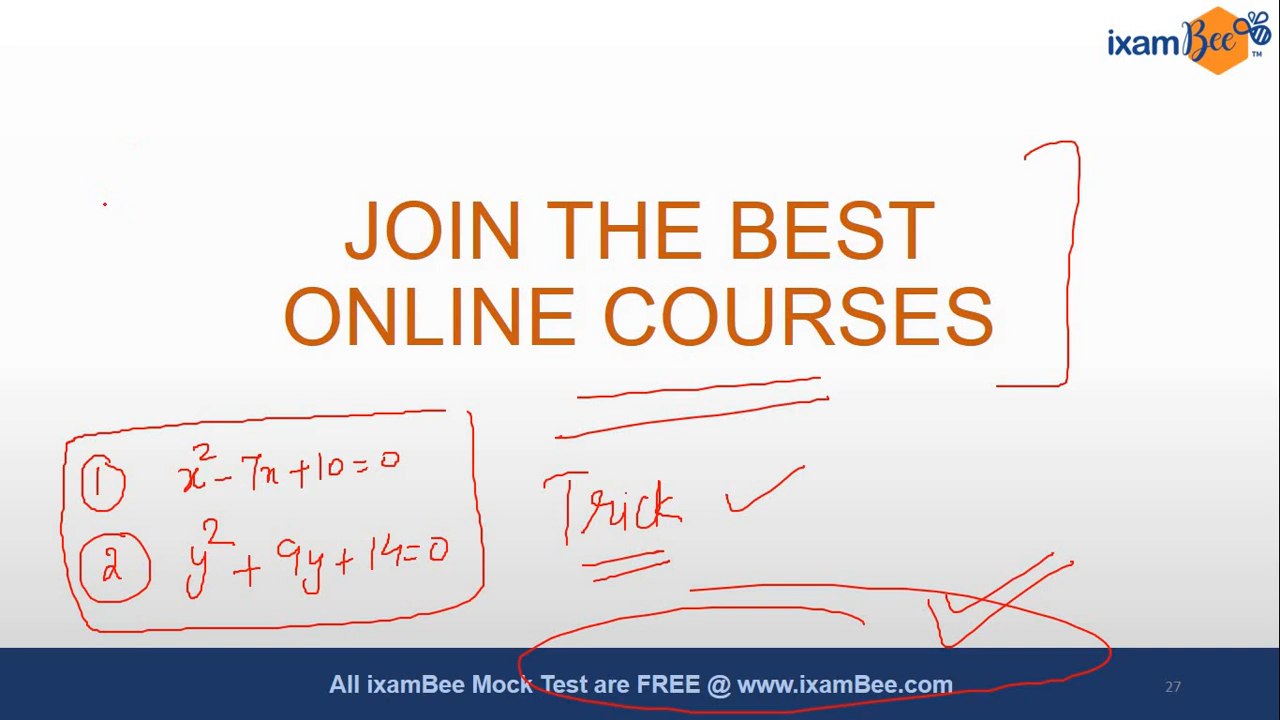 ixamBee
TM
JOIN THE BEST
ONLINE COURSES
1 x² - 7x + 10 = 0
2 y² + 9y + 14 = 0
Trick
All ixamBee Mock Test are FREE @ www.ixamBee.com
27